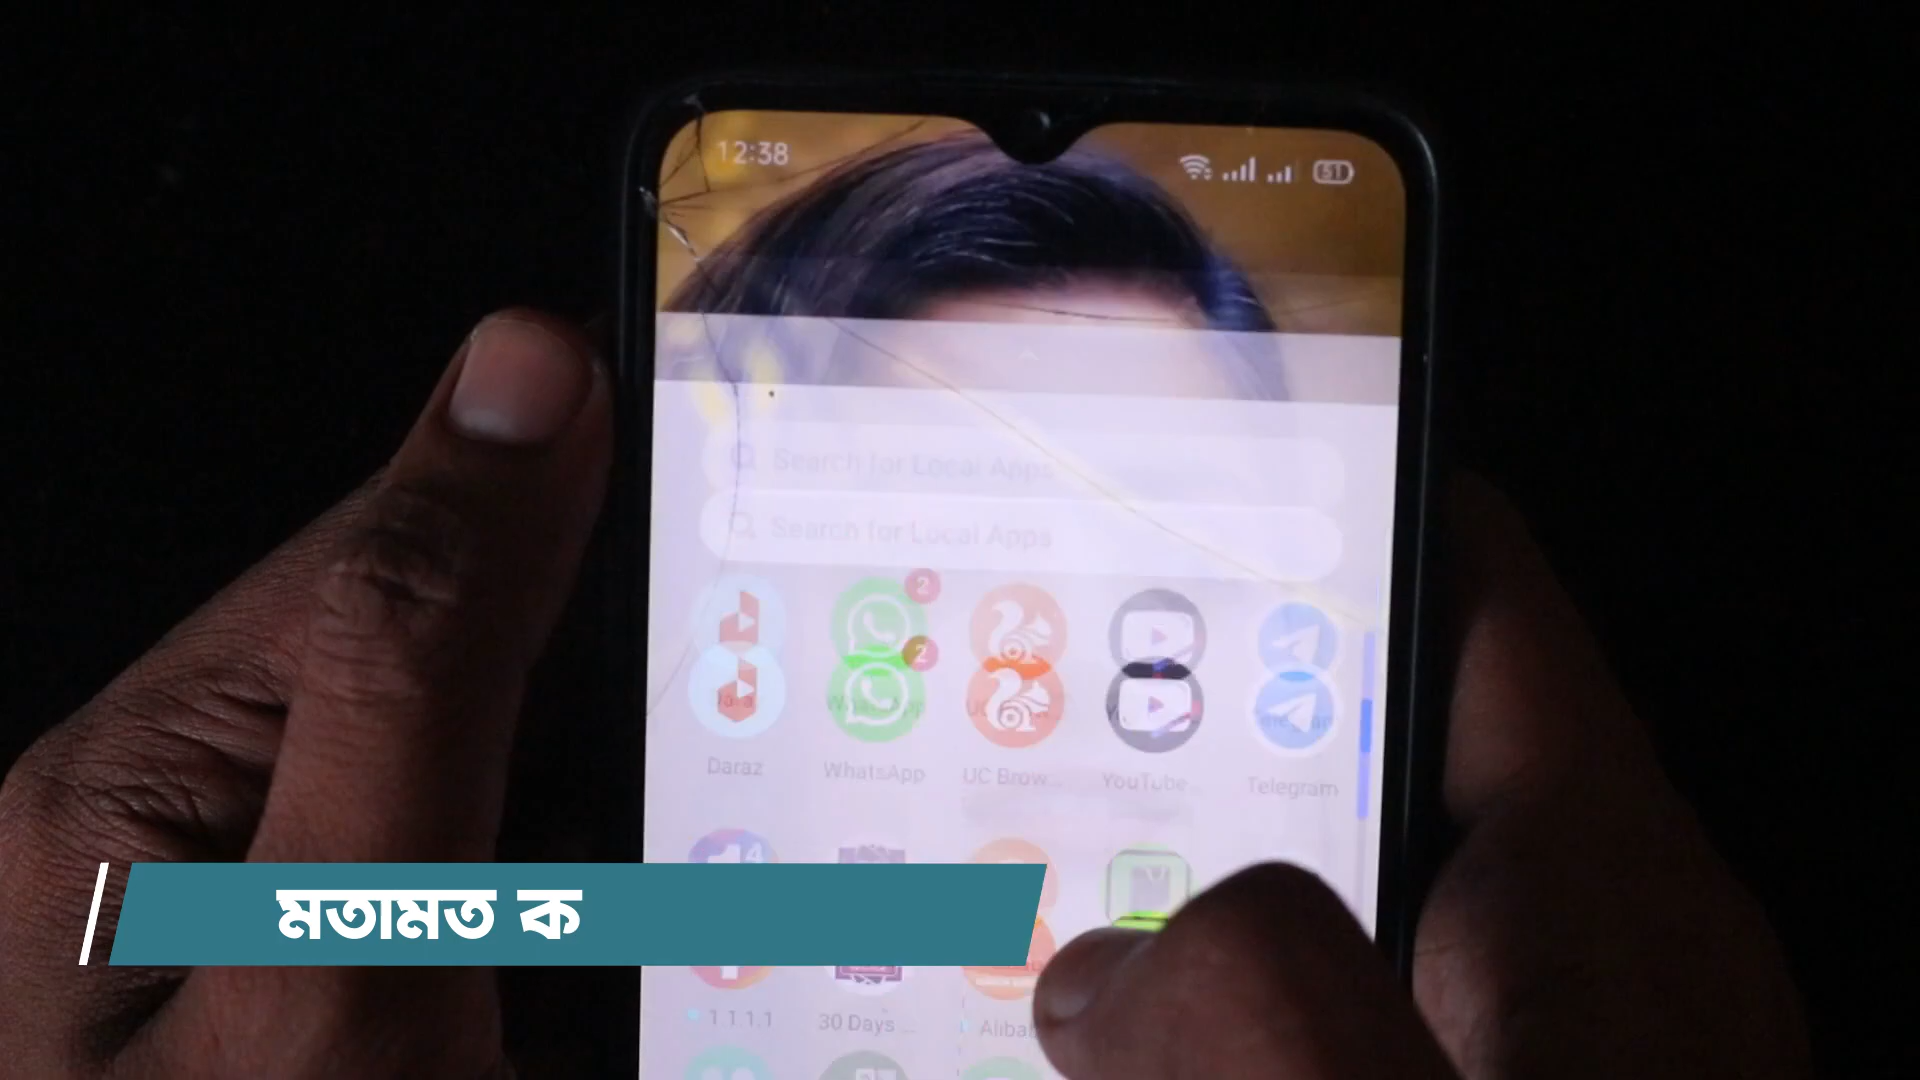 12:38
51
Search for Local Apps
Search for Local Apps
2
2
Daraz
WhatsApp
UC Brow...
YouTube
Telegram
মতামত ক
1 1.1.1
30 Days ...